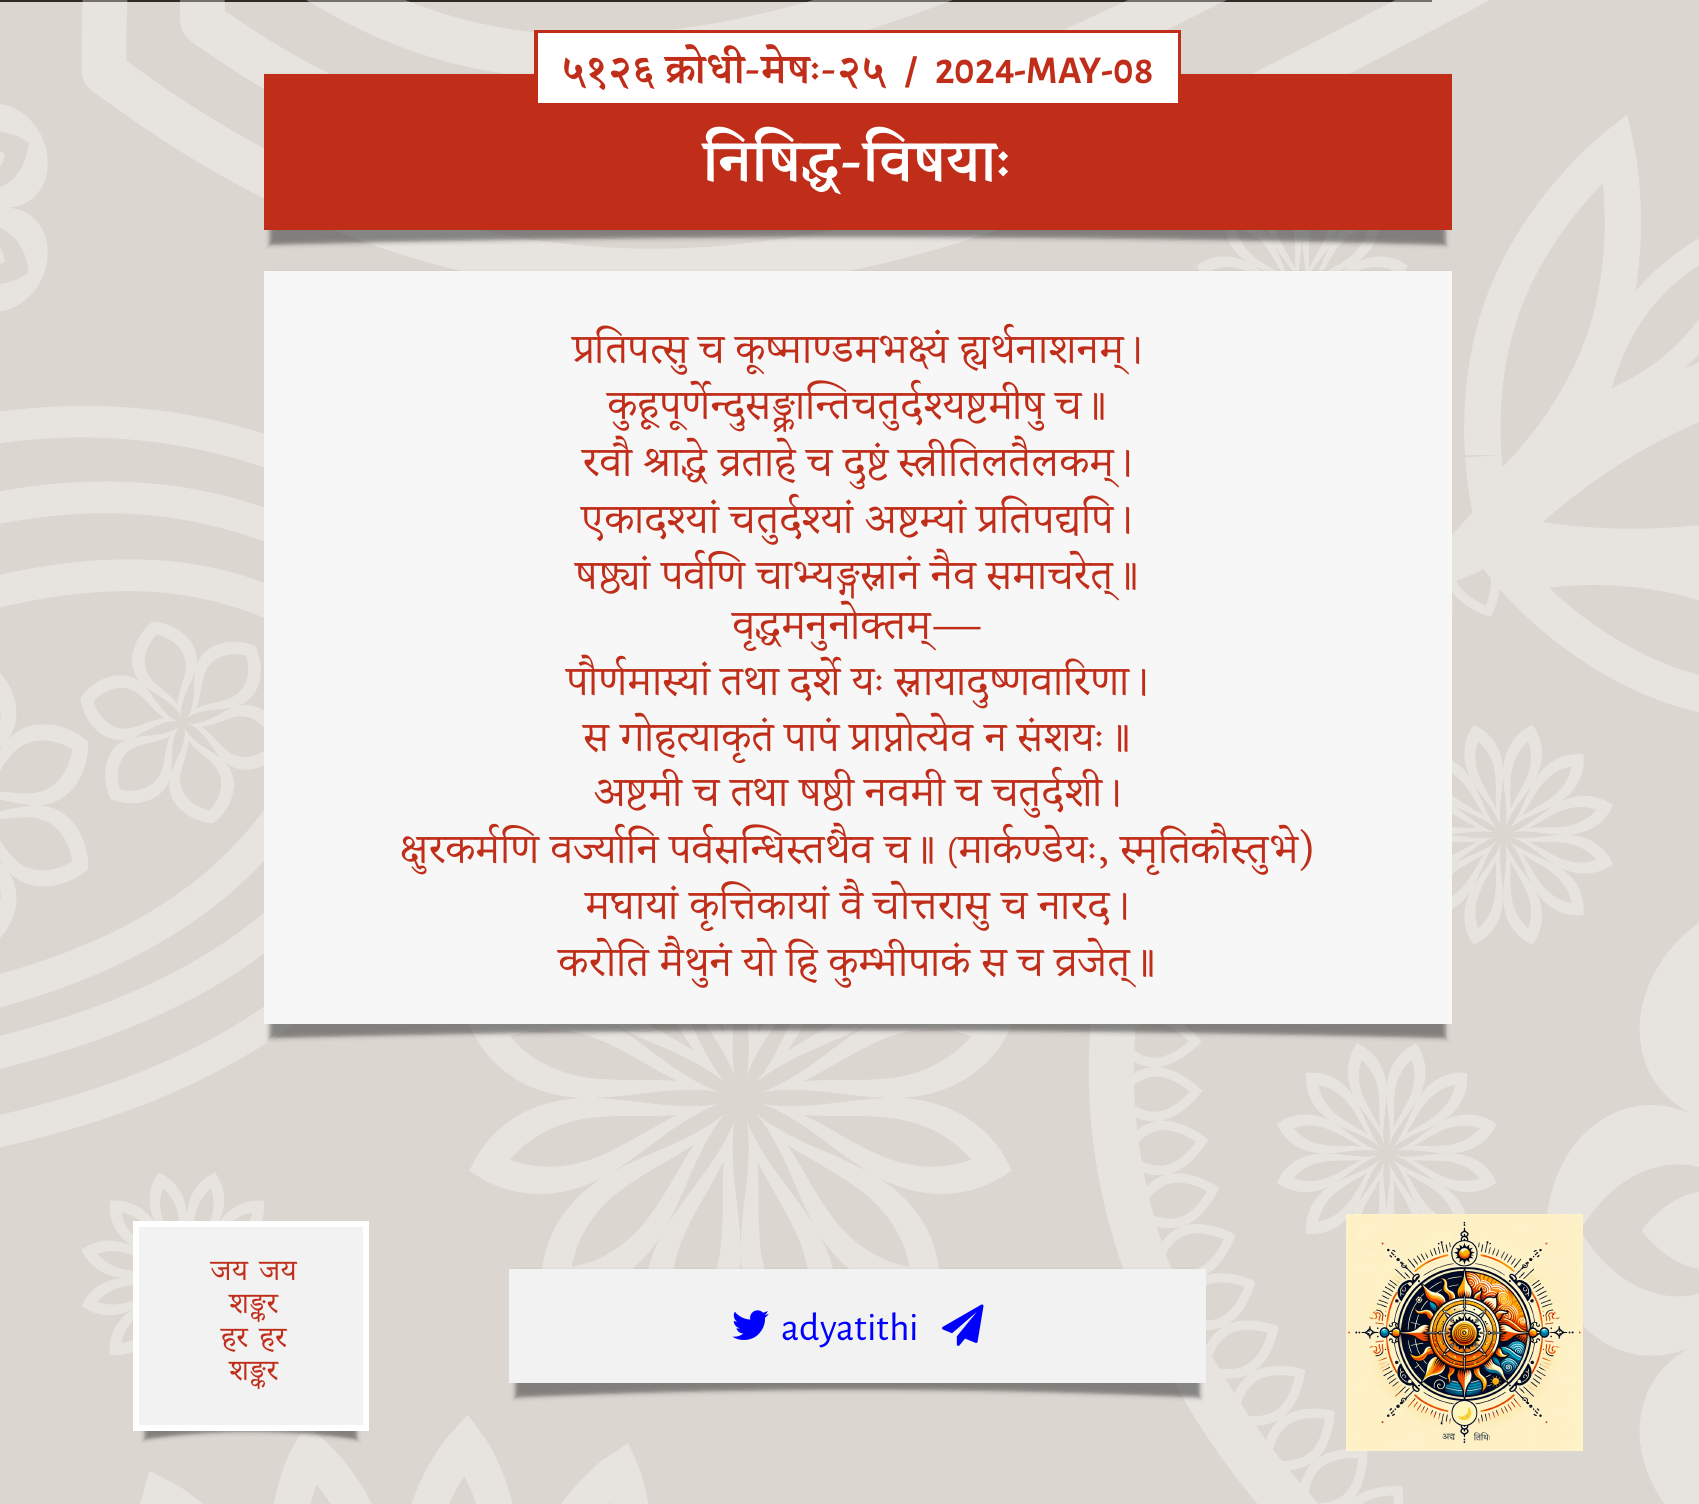 ५१२६ क्रोधी-मेषः-२५ / 2024-MAY-08
निषिद्ध-विषयाः
प्रतिपत्सु च कूष्माण्डमभक्ष्यं ह्यर्थनाशनम्।
कुहूपूर्णेन्दुसङ्क्रान्तिचतुर्दश्यष्टमीषु च॥
रवौ श्राद्धे व्रताहे च दुष्टं स्त्रीतिलतैलकम्।
एकादश्यां चतुर्दश्यां अष्टम्यां प्रतिपद्यपि।
षष्ठ्यां पर्वणि चाभ्यङ्गस्नानं नैव समाचरेत्॥
वृद्धमनुनोक्तम्—
पौर्णमास्यां तथा दर्शे यः स्नायादुष्णवारिणा।
स गोहत्याकृतं पापं प्राप्नोत्येव न संशयः॥
अष्टमी च तथा षष्ठी नवमी च चतुर्दशी।
क्षुरकर्मणि वर्ज्यानि पर्वसन्धिस्तथैव च॥ (मार्कण्डेयः, स्मृतिकौस्तुभे)
मघायां कृत्तिकायां वै चोत्तरासु च नारद।
करोति मैथुनं यो हि कुम्भीपाकं स च व्रजेत्॥
जय जय
शङ्कर
हर हर
शङ्कर
adyatithi
अद्य तिथिः